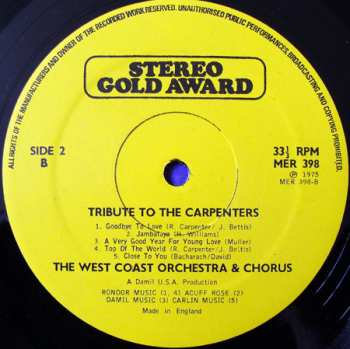 ALL RIGHTS OF THE MANUFACTURERS AND OWNER OF THE RECORDED WORK RESERVED. UNAUTHORISED PUBLIC PERFORMANCES, BROADCASTING AND COPYING PROHIBITED.
STEREO
GOLD AWARD
SIDE 2
B
33⅓ RPM
MER 398
Ⓟ 1975
MER 398-B
TRIBUTE TO THE CARPENTERS
1. Goodbye To Love (R. Carpenter/J. Bettis)
2. Jambalaya (H. Williams)
3. A Very Good Year For Young Love (Muller)
4. Top Of The World (R. Carpenter/J. Bettis)
5. Close To You (Bacharach/David)
THE WEST COAST ORCHESTRA & CHORUS
A Damil U.S.A. Production
RONDOR MUSIC (1, 4) ACUFF ROSE (2)
DAMIL MUSIC (3) CARLIN MUSIC (5)
Made in England